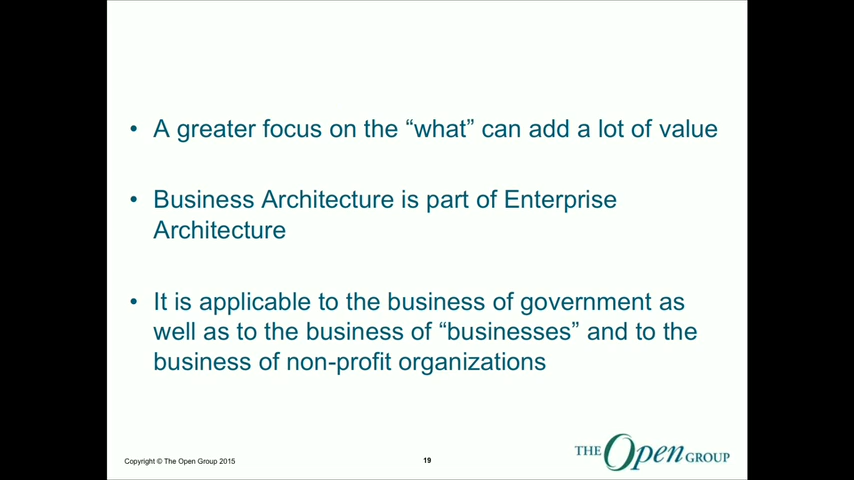 • A greater focus on the “what” can add a lot of value
• Business Architecture is part of Enterprise
Architecture
• It is applicable to the business of government as
well as to the business of “businesses” and to the
business of non-profit organizations
Copyright © The Open Group 2015
19
THE Open GROUP